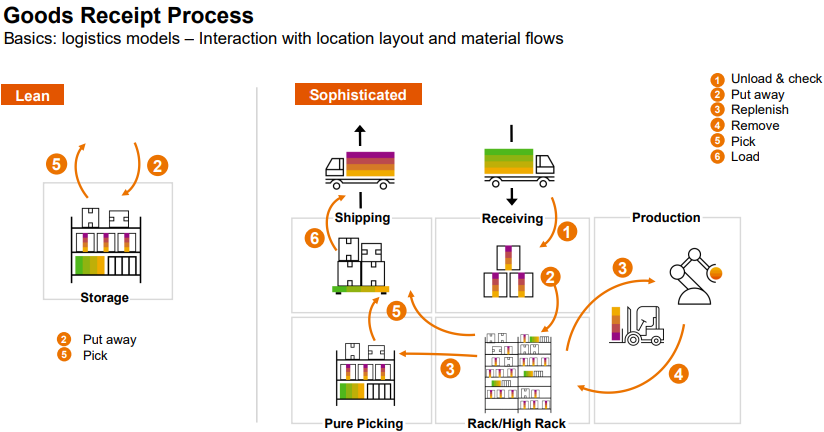 Goods Receipt Process
Basics: logistics models – Interaction with location layout and material flows
Lean
5
2
Storage
2 Put away
5 Pick
Sophisticated
1 Unload & check
2 Put away
3 Replenish
4 Remove
5 Pick
6 Load
Shipping
Receiving
Production
6
1
2
3
5
3
4
Pure Picking
Rack/High Rack